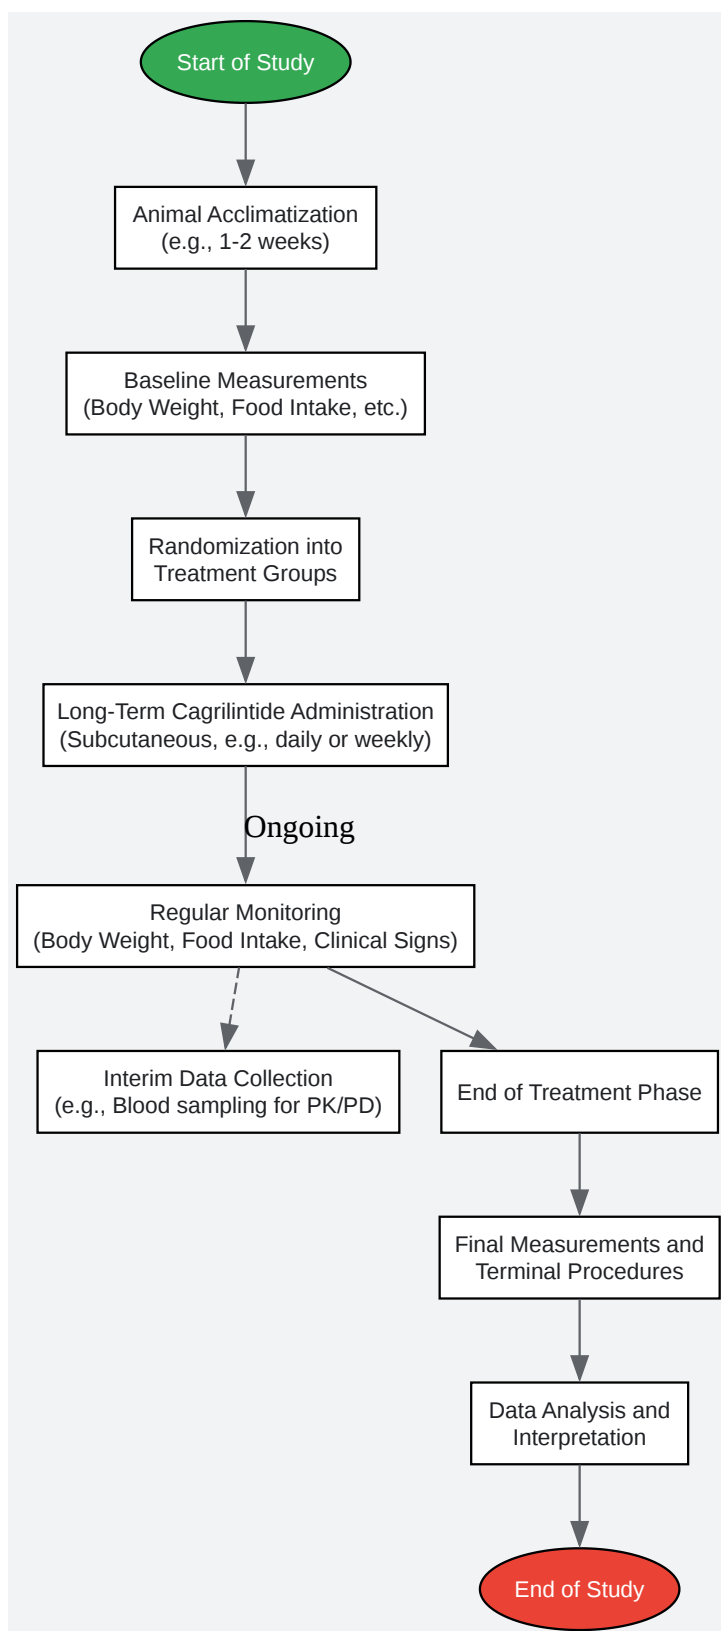 Start of Study
Animal Acclimatization
(e.g., 1-2 weeks)
Baseline Measurements
(Body Weight, Food Intake, etc.)
Randomization into
Treatment Groups
Long-Term Cagrilintide Administration
(Subcutaneous, e.g., daily or weekly)
Ongoing
Regular Monitoring
(Body Weight, Food Intake, Clinical Signs)
Interim Data Collection
(e.g., Blood sampling for PK/PD)
End of Treatment Phase
Final Measurements and
Terminal Procedures
Data Analysis and
Interpretation
End of Study